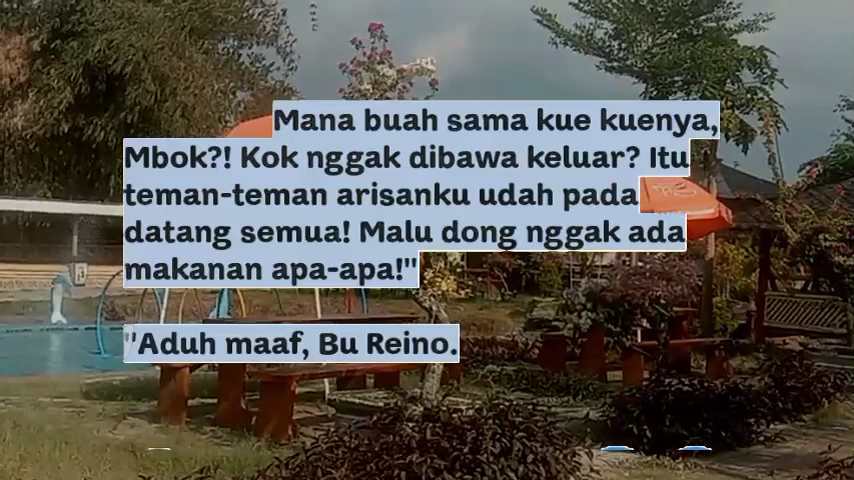 Mana buah sama kue kuenya,
Mbok?! Kok nggak dibawa keluar? Itu
teman-teman arisanku udah pada
datang semua! Malu dong nggak ada
makanan apa-apa!"
"Aduh maaf, Bu Reino.